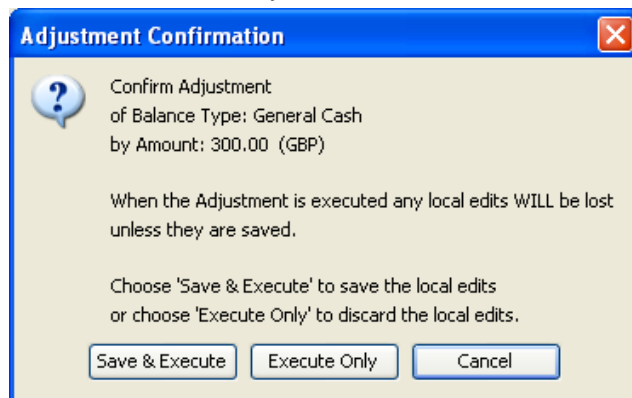 Adjustment Confirmation
Confirm Adjustment
of Balance Type: General Cash
by Amount: 300.00 (GBP)
When the Adjustment is executed any local edits WILL be lost
unless they are saved.
Choose 'Save & Execute' to save the local edits
or choose 'Execute Only' to discard the local edits.
Save & Execute Execute Only Cancel